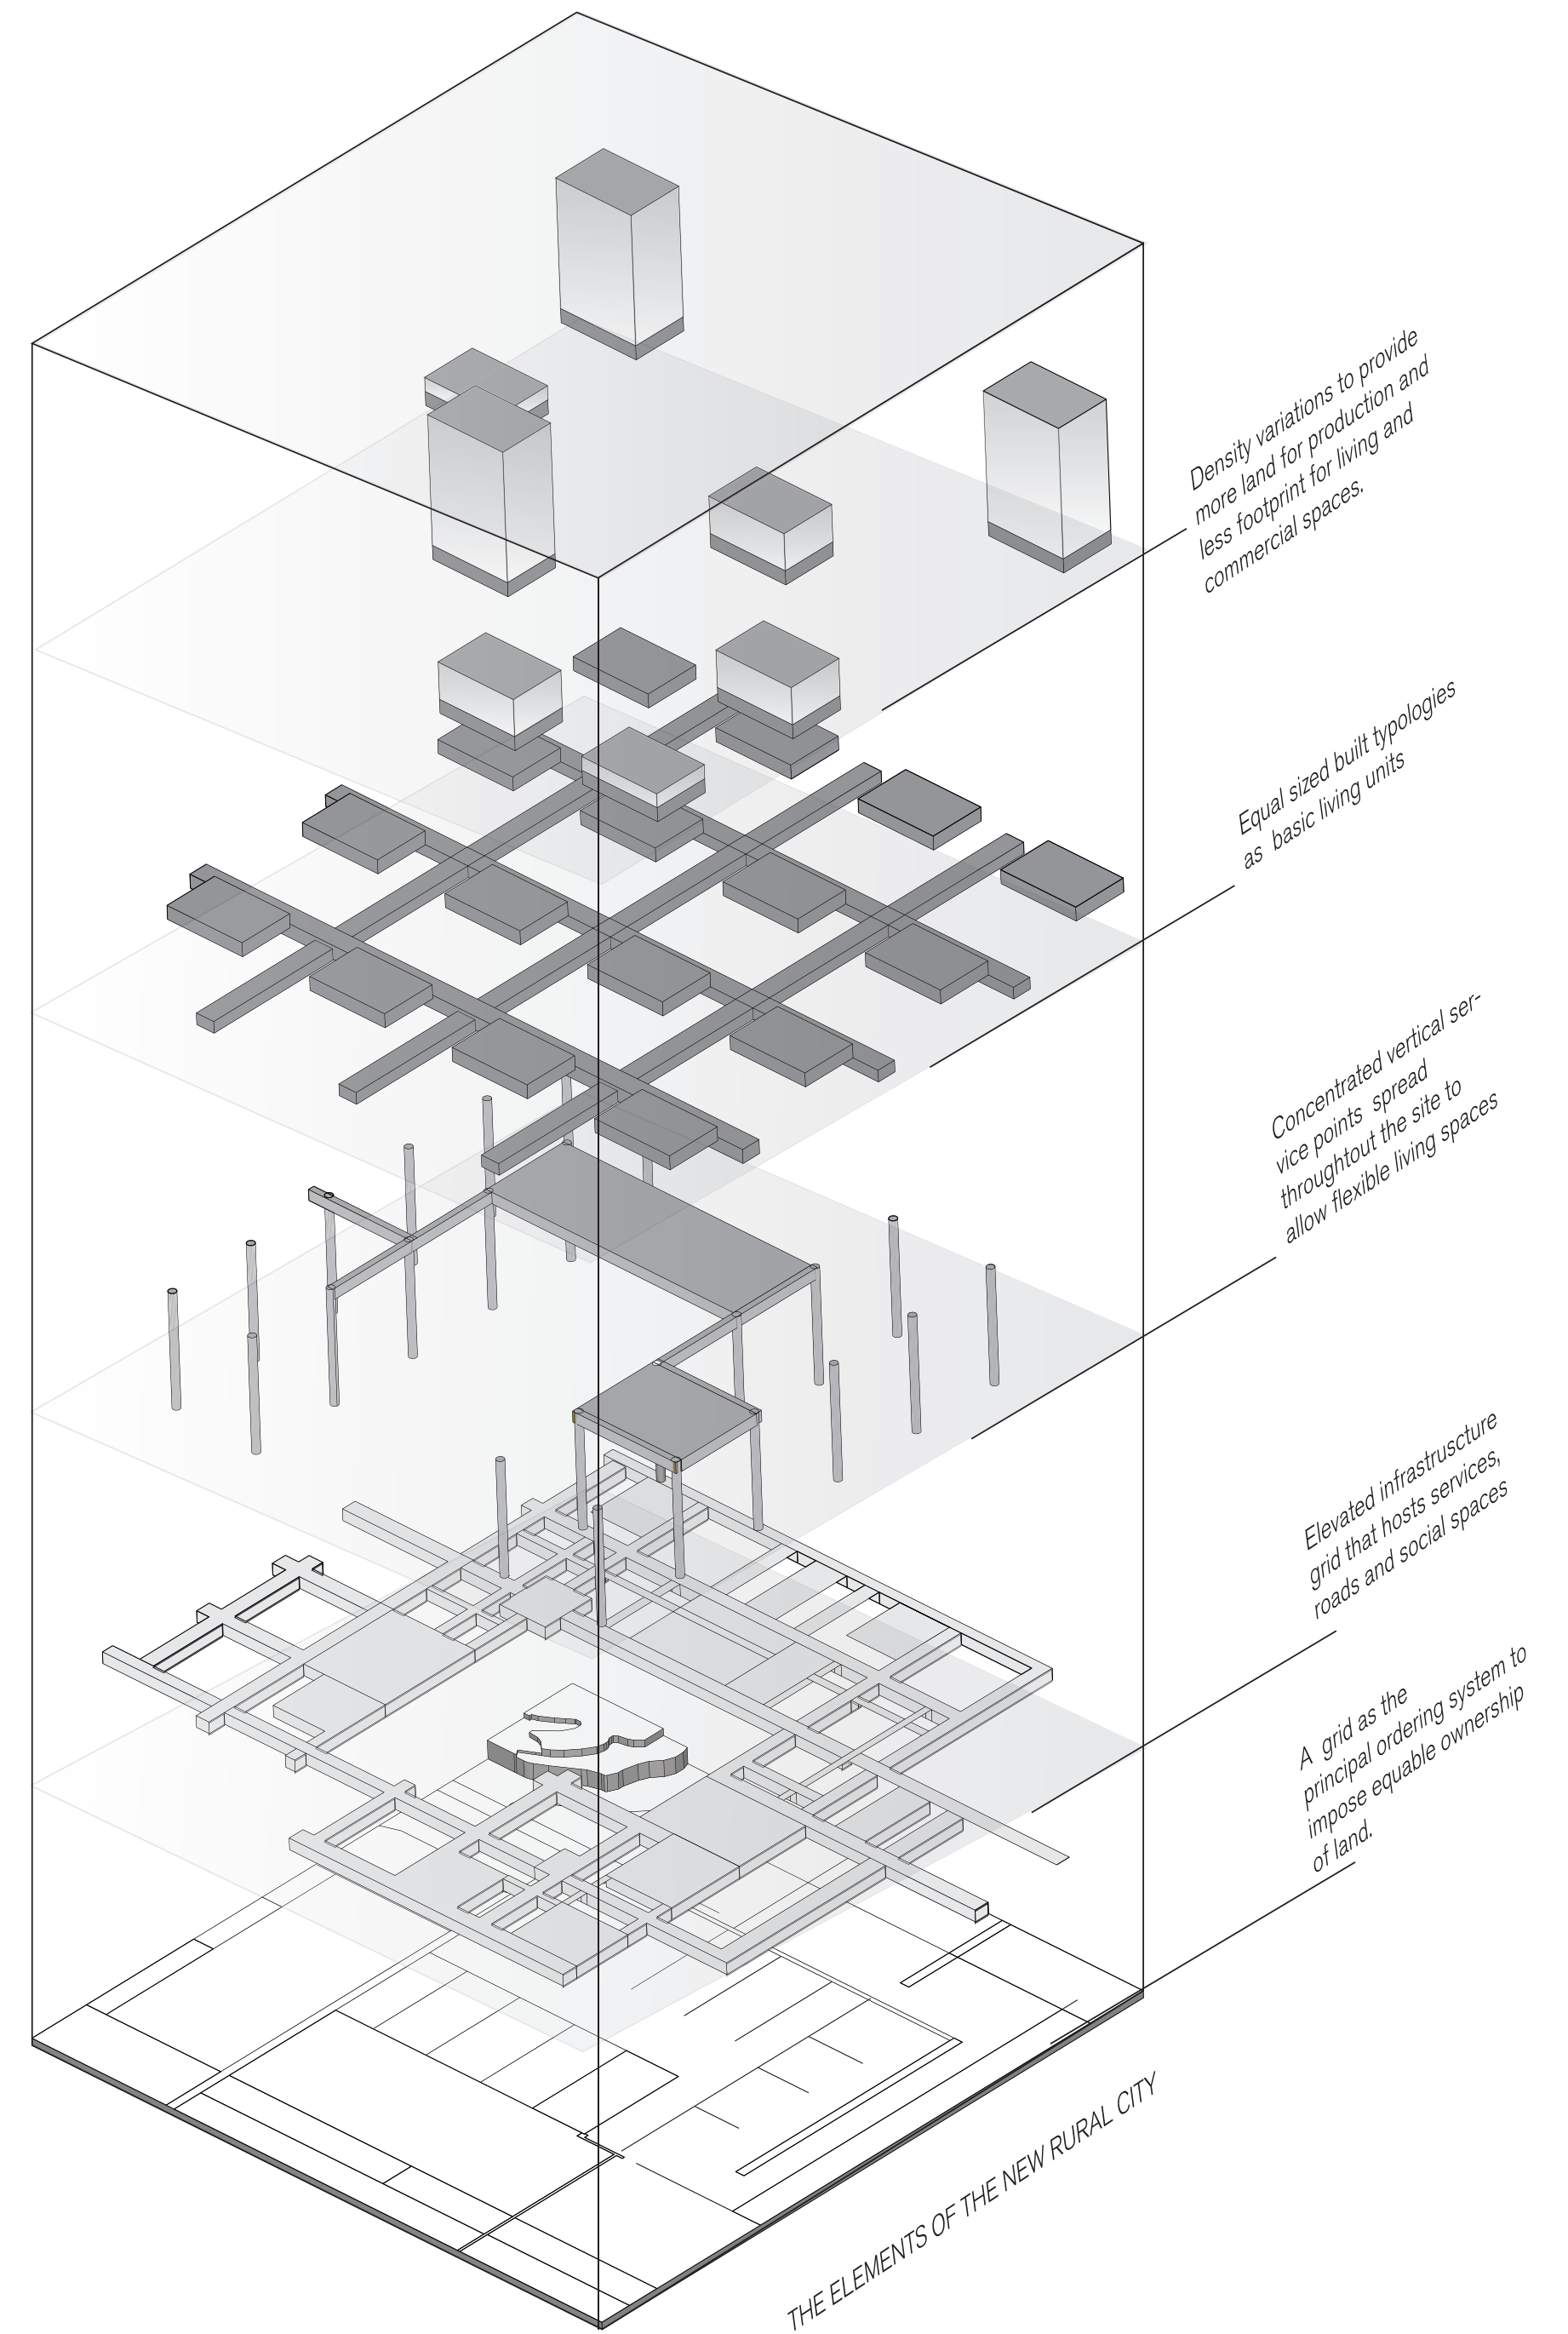 Density variations to provide
more land for production and
less footprint for living and
commercial spaces.
Equal sized built typologies
as basic living units
Concentrated vertical ser-
vice points spread
throughtout the site to
allow flexible living spaces
Elevated infrastruscture
grid that hosts services,
roads and social spaces
A grid as the
principal ordering system to
impose equable ownership
of land.
THE ELEMENTS OF THE NEW RURAL CITY